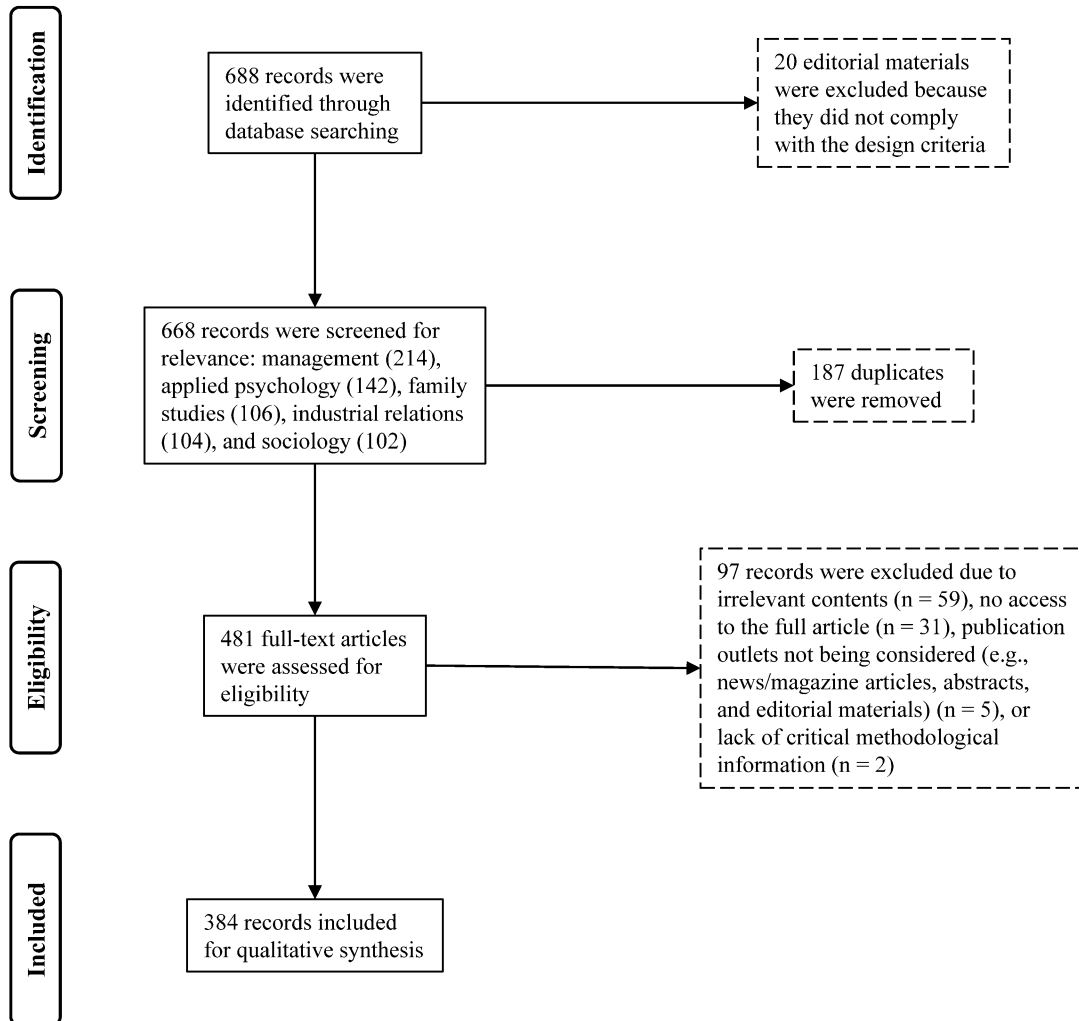 Identification
688 records were
identified through
database searching
20 editorial materials
were excluded because
they did not comply
with the design criteria
Screening
668 records were screened for
relevance: management (214),
applied psychology (142), family
studies (106), industrial relations
(104), and sociology (102)
187 duplicates
were removed
Eligibility
481 full-text articles
were assessed for
eligibility
97 records were excluded due to
irrelevant contents (n = 59), no access
to the full article (n = 31), publication
outlets not being considered (e.g.,
news/magazine articles, abstracts,
and editorial materials) (n = 5), or
lack of critical methodological
information (n = 2)
Included
384 records included
for qualitative synthesis